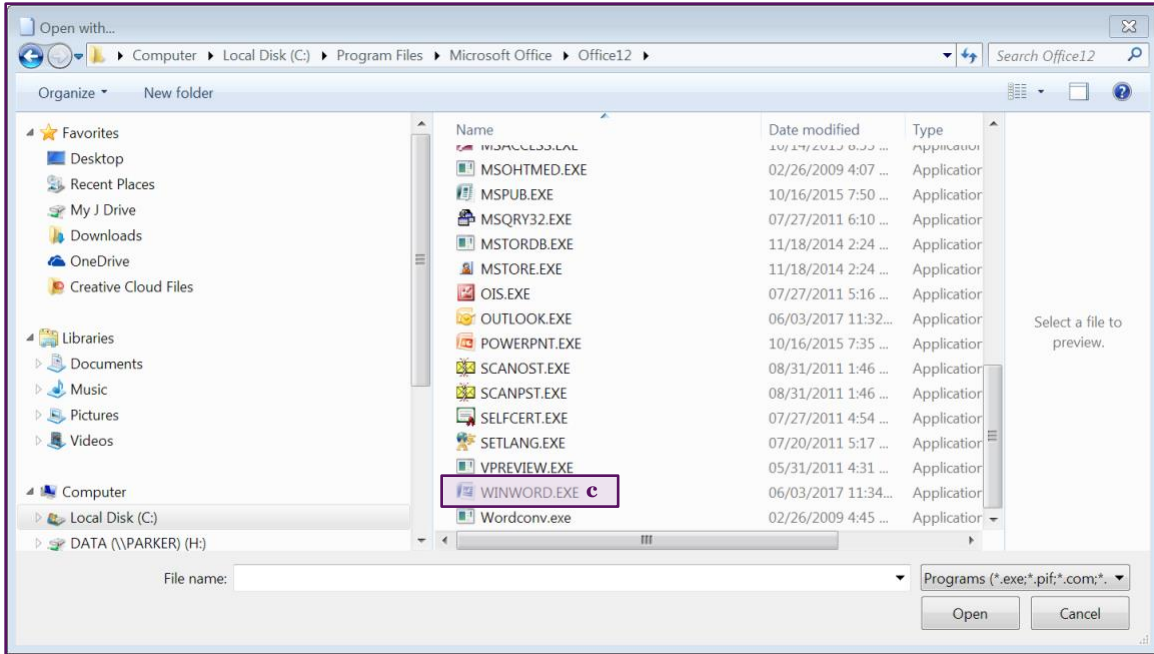 Open with...
Computer Local Disk (C:) Program Files Microsoft Office Office12
Search Office12
Organize New folder
Favorites
Desktop
Recent Places
My J Drive
Downloads
OneDrive
Creative Cloud Files
Libraries
Documents
Music
Pictures
Videos
Computer
Local Disk (C:)
DATA (\\PARKER) (H:)
Name Date modified Type
MSACCESS.EXE 10/14/2015 8:55 ... Application
MSOHTMED.EXE 02/26/2009 4:07 ... Application
MSPUB.EXE 10/16/2015 7:50 ... Application
MSQRY32.EXE 07/27/2011 6:10 ... Application
MSTORDB.EXE 11/18/2014 2:24 ... Application
MSTORE.EXE 11/18/2014 2:24 ... Application
OIS.EXE 07/27/2011 5:16 ... Application
OUTLOOK.EXE 06/03/2017 11:32... Application
POWERPNT.EXE 10/16/2015 7:35 ... Application
SCANOST.EXE 08/31/2011 1:46 ... Application
SCANPST.EXE 08/31/2011 1:46 ... Application
SELFCERT.EXE 07/27/2011 4:54 ... Application
SETLANG.EXE 07/20/2011 5:17 ... Application
VPREVIEW.EXE 05/31/2011 4:31 ... Application
WINWORD.EXE c 06/03/2017 11:34... Application
Wordconv.exe 02/26/2009 4:45 ... Application
Select a file to
preview.
File name:
Programs (*.exe;*.pif;*.com;*.
Open Cancel